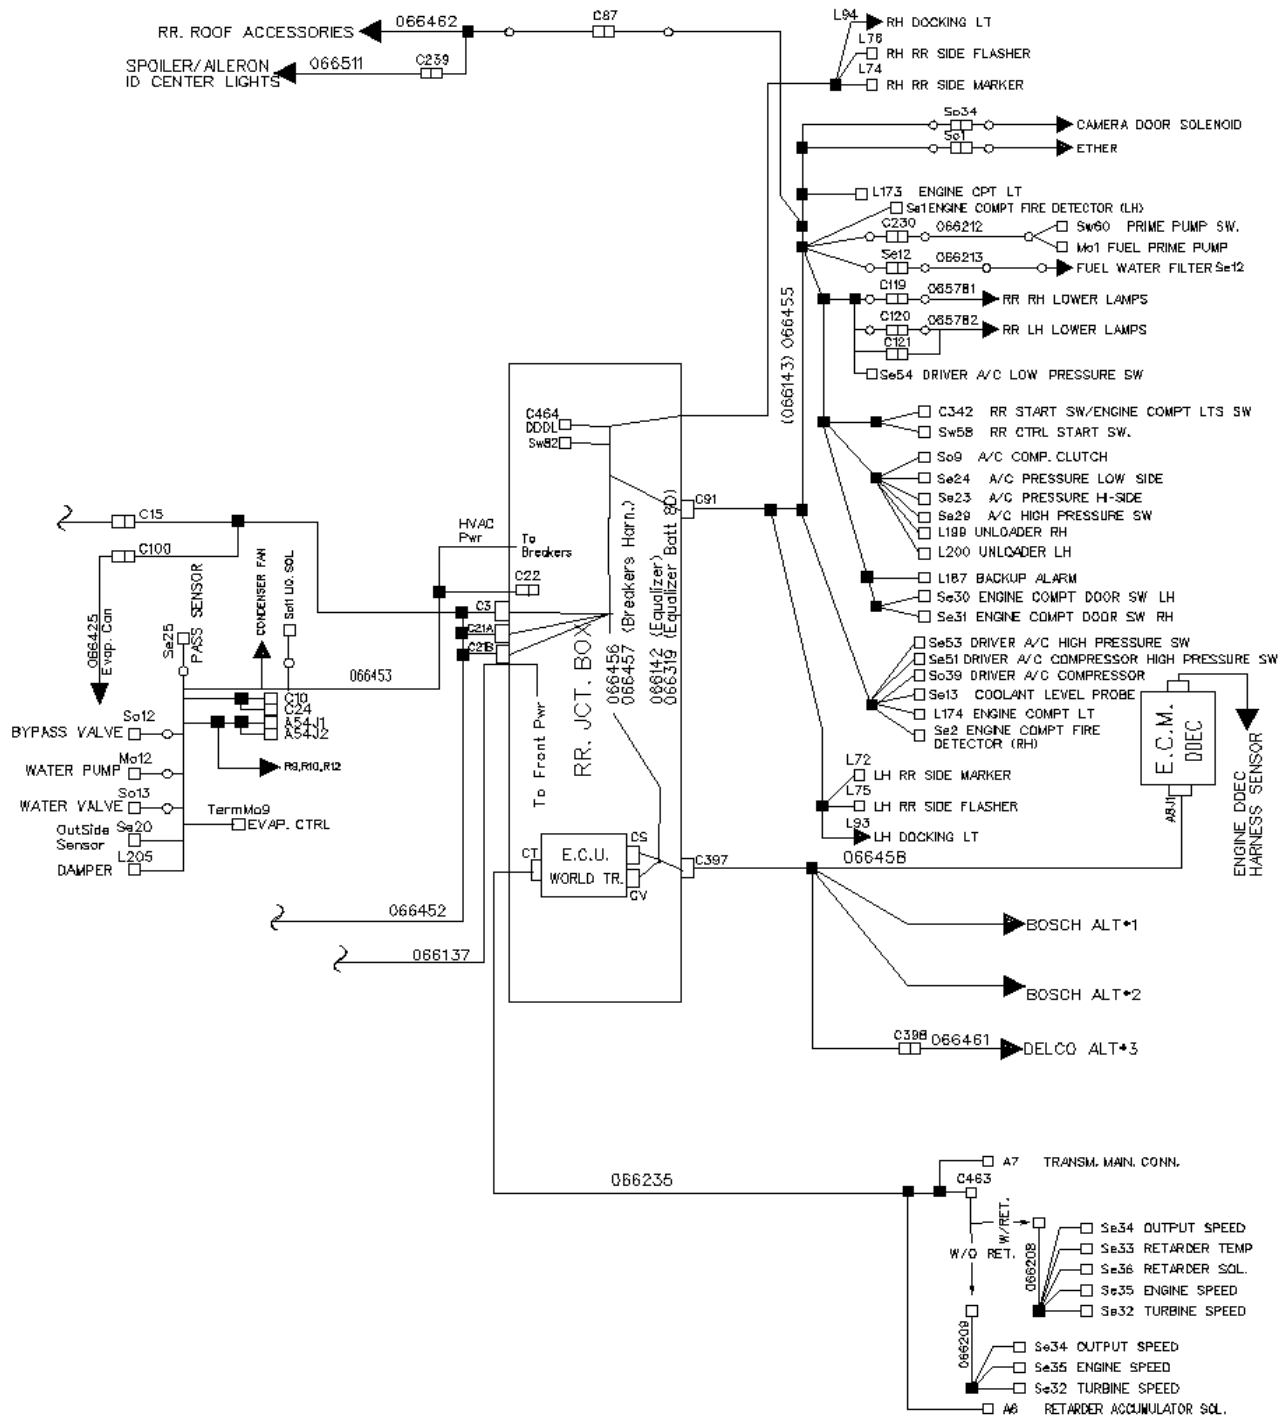 RR. ROOF ACCESSORIES
066462
C87
SPOILER/AILERON
ID CENTER LIGHTS
066511
C239
L94
RH DOCKING LT
L76
RH RR SIDE FLASHER
L74
RH RR SIDE MARKER
So34
CAMERA DOOR SOLENOID
So1
ETHER
L173 ENGINE CPT LT
Se1 ENGINE COMPT FIRE DETECTOR (LH)
C230
066212
Sw60 PRIME PUMP SW.
Mo1 FUEL PRIME PUMP
Se12
066213
FUEL WATER FILTER Se12
C119
065781
RR RH LOWER LAMPS
C120
065782
RR LH LOWER LAMPS
C121
Se54 DRIVER A/C LOW PRESSURE SW
(066143) 066455
C342 RR START SW/ENGINE COMPT LTS SW
Sw58 RR CTRL START SW.
So9 A/C COMP. CLUTCH
Se24 A/C PRESSURE LOW SIDE
Se23 A/C PRESSURE HI-SIDE
Se29 A/C HIGH PRESSURE SW
L199 UNLOADER RH
L200 UNLOADER LH
L187 BACKUP ALARM
Se30 ENGINE COMPT DOOR SW LH
Se31 ENGINE COMPT DOOR SW RH
Se53 DRIVER A/C HIGH PRESSURE SW
Se51 DRIVER A/C COMPRESSOR HIGH PRESSURE SW
So39 DRIVER A/C COMPRESSOR
Se13 COOLANT LEVEL PROBE
L174 ENGINE COMPT LT
Se2 ENGINE COMPT FIRE
DETECTOR (RH)
C464
DDDL
Sw82
C91
HVAC
Pwr
To
Breakers
C22
C3
C21A
C21B
RR. JCT. BOX
066456
066457 (Breakers Harn.)
066142 (Equalizer)
066319 (Equalizer Batt 8D)
To Front Pwr
C15
C100
066425
Evap. Can
Se25
PASS SENSOR
CONDENSER FAN
So11 LIQ. SOL
066453
C10
C24
A54J1
A54J2
R9,R10,R12
So12
BYPASS VALVE
Mo12
WATER PUMP
So13
WATER VALVE
OutSide
Sensor
Se20
TermMo9
EVAP. CTRL
L205
DAMPER
066452
066137
CT
E.C.U.
WORLD TR.
CS
CV
C397
L72
LH RR SIDE MARKER
L75
LH RR SIDE FLASHER
L93
LH DOCKING LT
E.C.M.
DDEC
A8J1
ENGINE DDEC
HARNESS SENSOR
066458
BOSCH ALT#1
BOSCH ALT#2
C398
066461
DELCO ALT#3
066235
A7 TRANSM. MAIN. CONN.
C463
W/RET.
W/O RET.
066208
Se34 OUTPUT SPEED
Se33 RETARDER TEMP
Se36 RETARDER SOL.
Se35 ENGINE SPEED
Se32 TURBINE SPEED
066209
Se34 OUTPUT SPEED
Se35 ENGINE SPEED
Se32 TURBINE SPEED
A6 RETARDER ACCUMULATOR SOL.